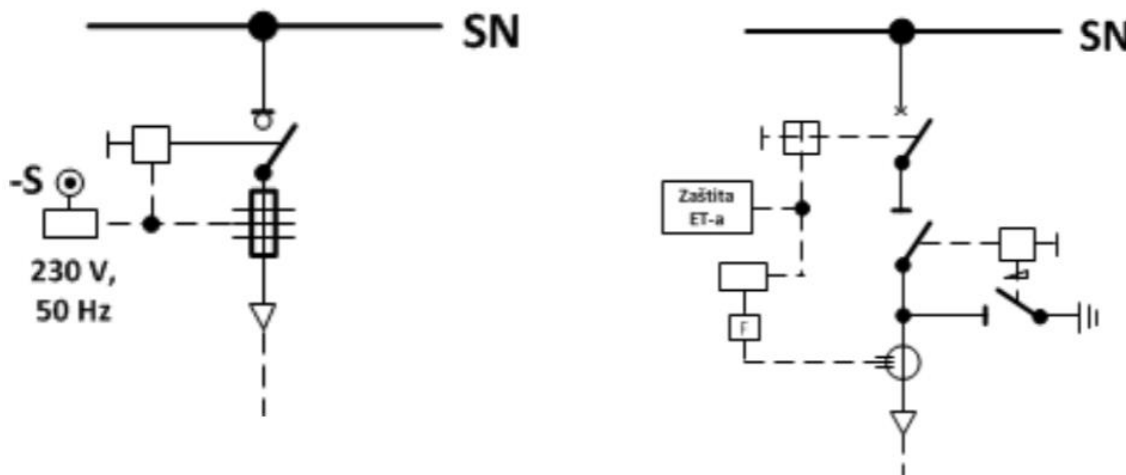 SN
-S
230 V,
50 Hz
SN
Zaštita
ET-a
F